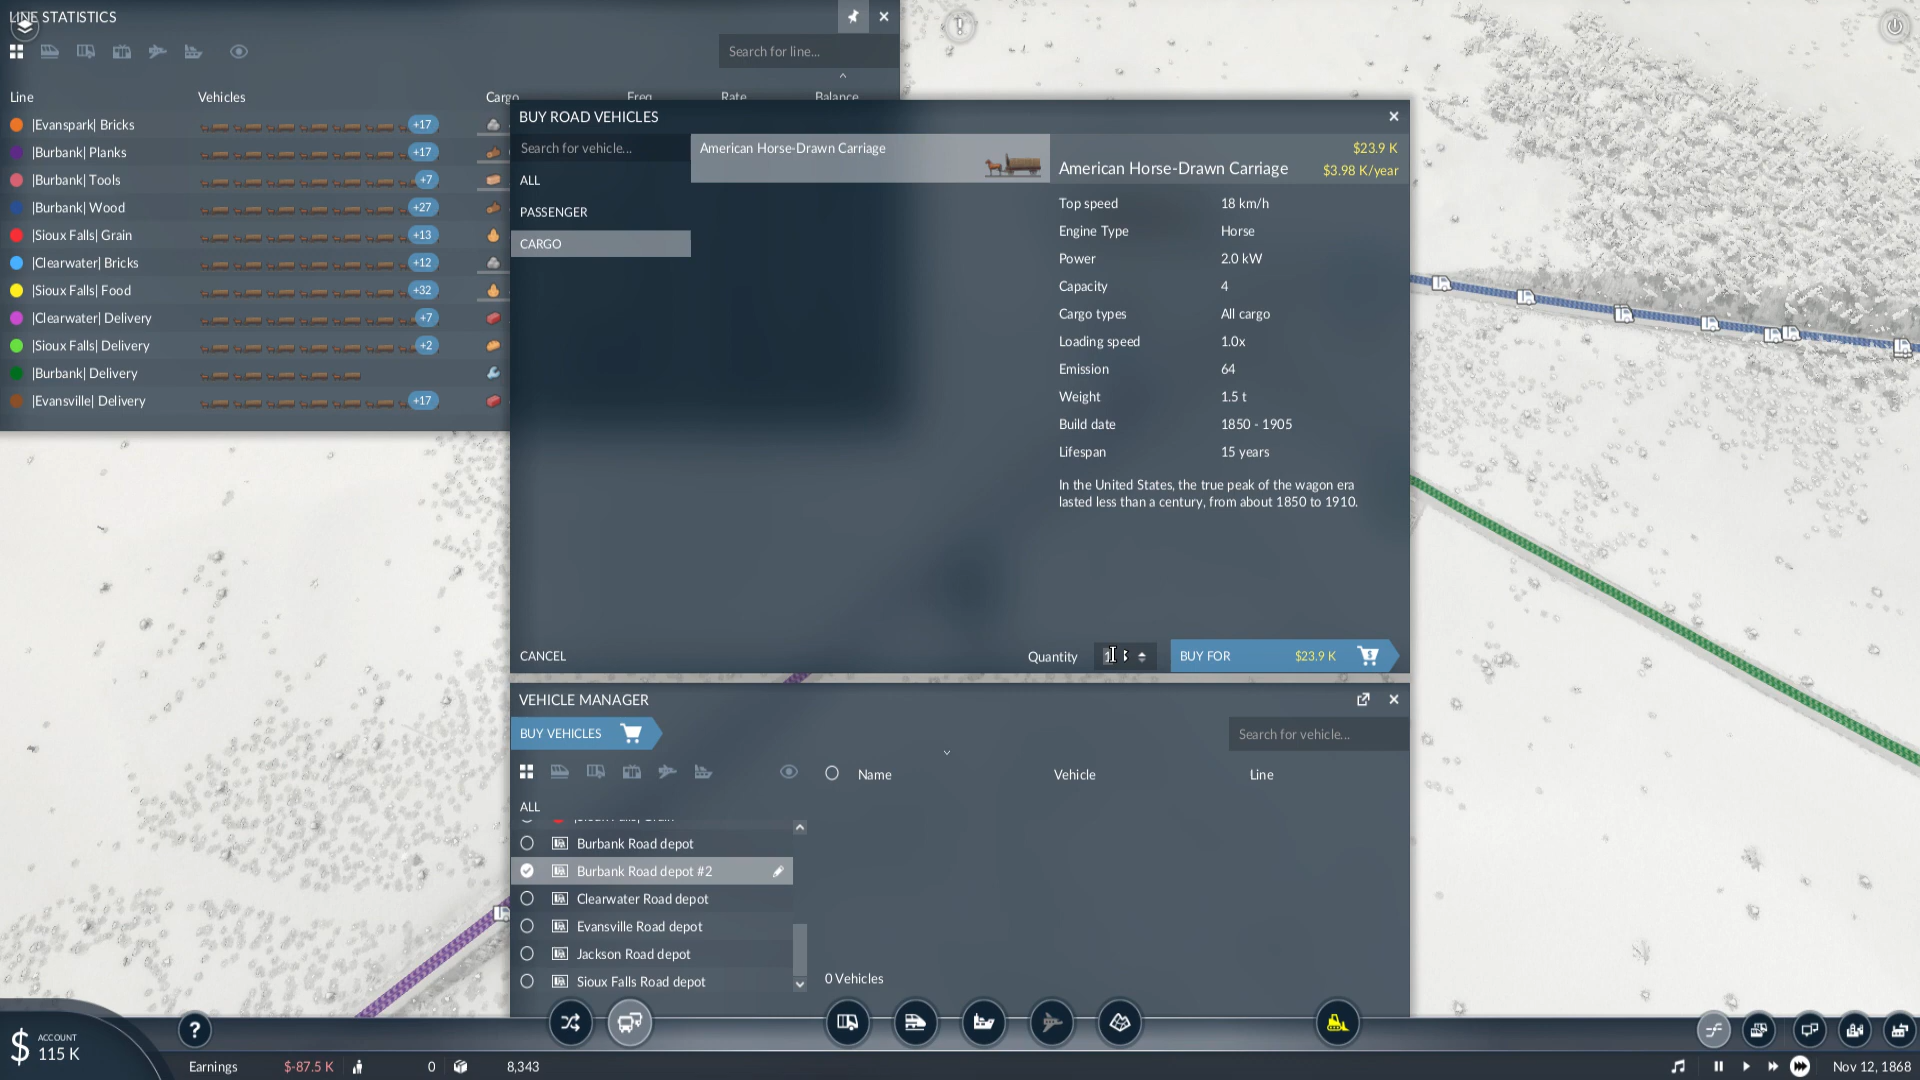 LINE STATISTICS
Search for line...
Line Vehicles Cargo Freq Rate Balance
|Evanspark| Bricks +17
|Burbank| Planks +17
|Burbank| Tools +7
|Burbank| Wood +27
|Sioux Falls| Grain +13
|Clearwater| Bricks +12
|Sioux Falls| Food +32
|Clearwater| Delivery +7
|Sioux Falls| Delivery +2
|Burbank| Delivery
|Evansville| Delivery +17
BUY ROAD VEHICLES
Search for vehicle...
ALL
PASSENGER
CARGO
American Horse-Drawn Carriage
$23.9 K
American Horse-Drawn Carriage $3.98 K/year
Top speed 18 km/h
Engine Type Horse
Power 2.0 kW
Capacity 4
Cargo types All cargo
Loading speed 1.0x
Emission 64
Weight 1.5 t
Build date 1850 - 1905
Lifespan 15 years
In the United States, the true peak of the wagon era
lasted less than a century, from about 1850 to 1910.
CANCEL Quantity BUY FOR $23.9 K
VEHICLE MANAGER
BUY VEHICLES Search for vehicle...
Name Vehicle Line
ALL
|Sioux Falls| Grain
Burbank Road depot
Burbank Road depot #2
Clearwater Road depot
Evansville Road depot
Jackson Road depot
Sioux Falls Road depot
0 Vehicles
$ ACCOUNT
115 K
?
Earnings $-87.5 K 0 8,343 Nov 12, 1868